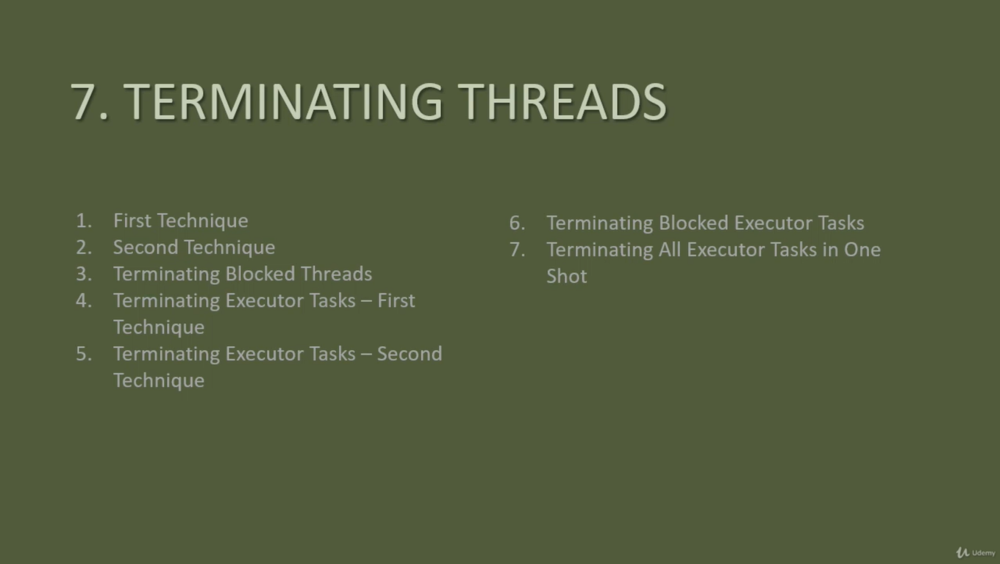 7. TERMINATING THREADS
1. First Technique
2. Second Technique
3. Terminating Blocked Threads
4. Terminating Executor Tasks – First
Technique
5. Terminating Executor Tasks – Second
Technique
6. Terminating Blocked Executor Tasks
7. Terminating All Executor Tasks in One
Shot
Udemy